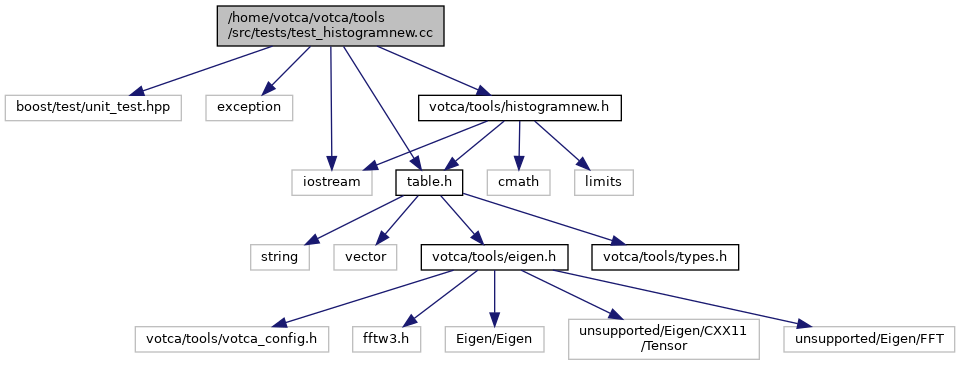 /home/votca/votca/tools
/src/tests/test_histogramnew.cc
boost/test/unit_test.hpp
exception
votca/tools/histogramnew.h
iostream
table.h
cmath
limits
string
vector
votca/tools/eigen.h
votca/tools/types.h
votca/tools/votca_config.h
fftw3.h
Eigen/Eigen
unsupported/Eigen/CXX11
/Tensor
unsupported/Eigen/FFT